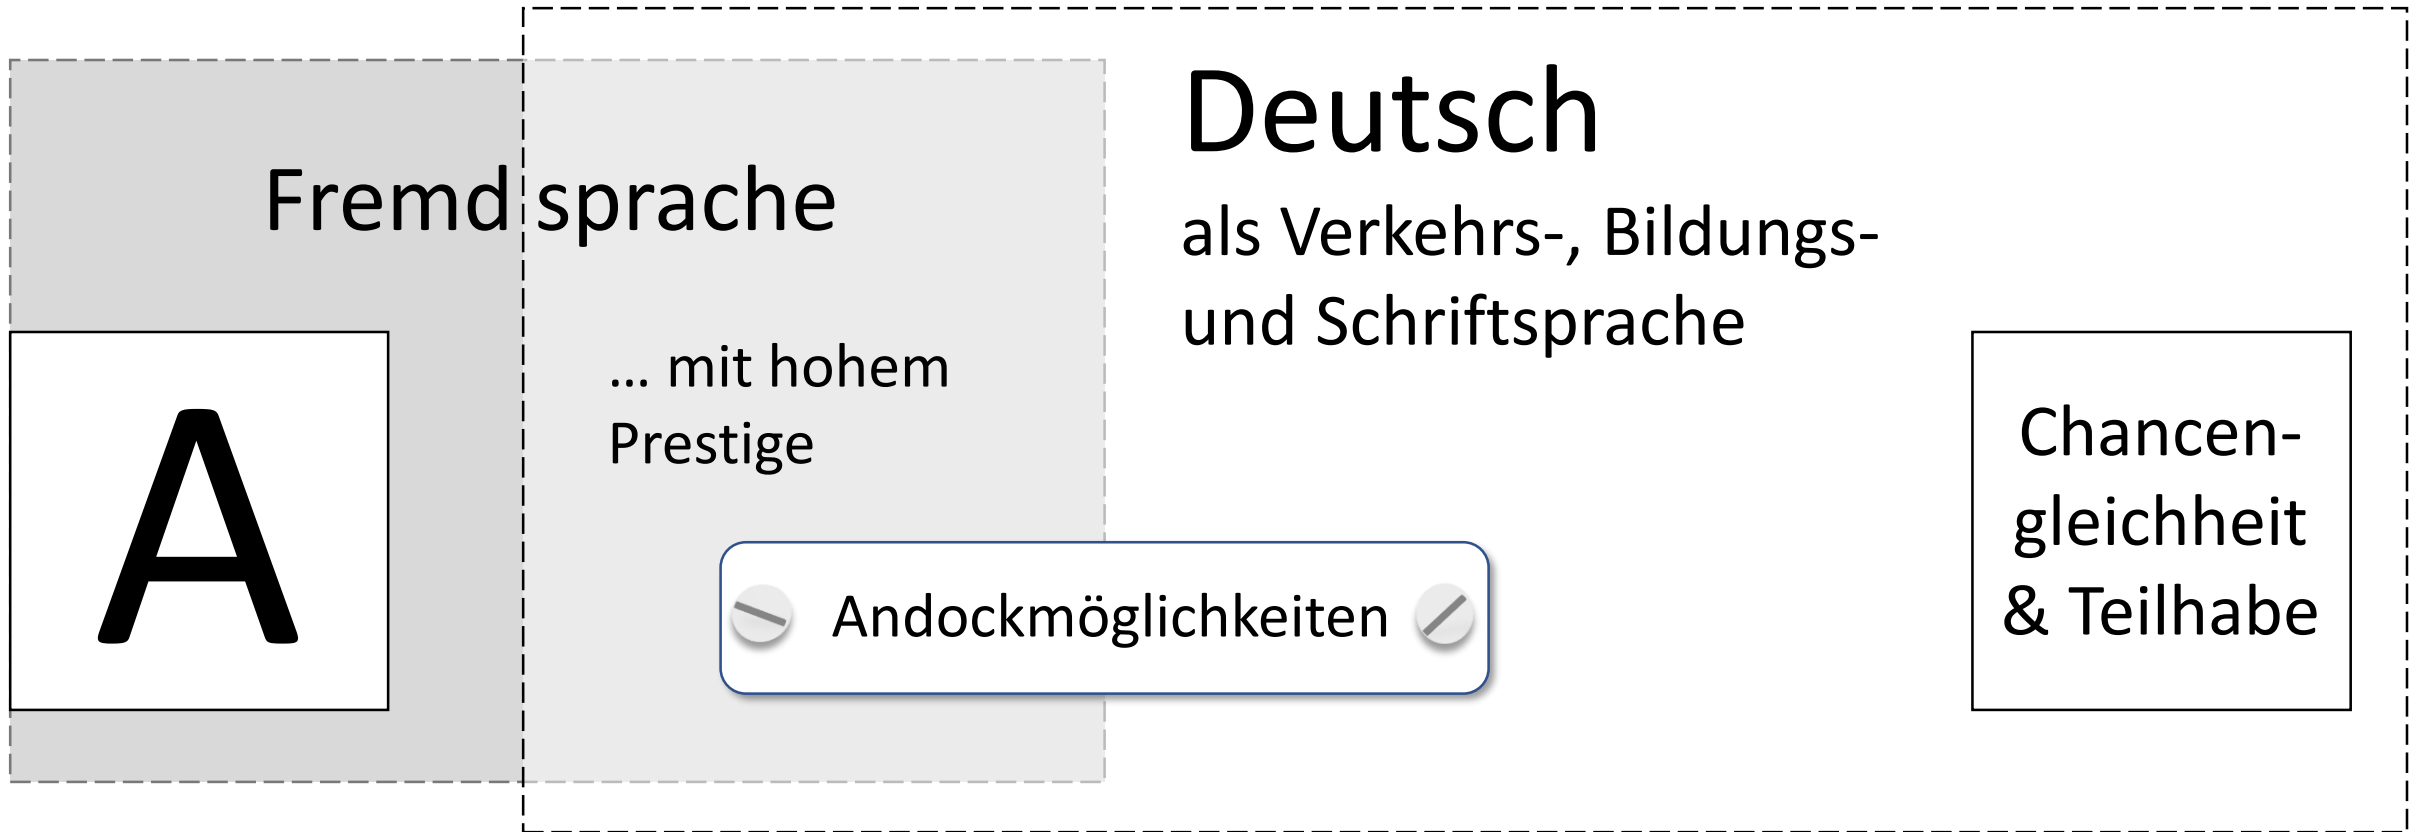 Fremd sprache
… mit hohem
Prestige
A
Deutsch
als Verkehrs-, Bildungs-
und Schriftsprache
Andockmöglichkeiten
Chancen-
gleichheit
& Teilhabe